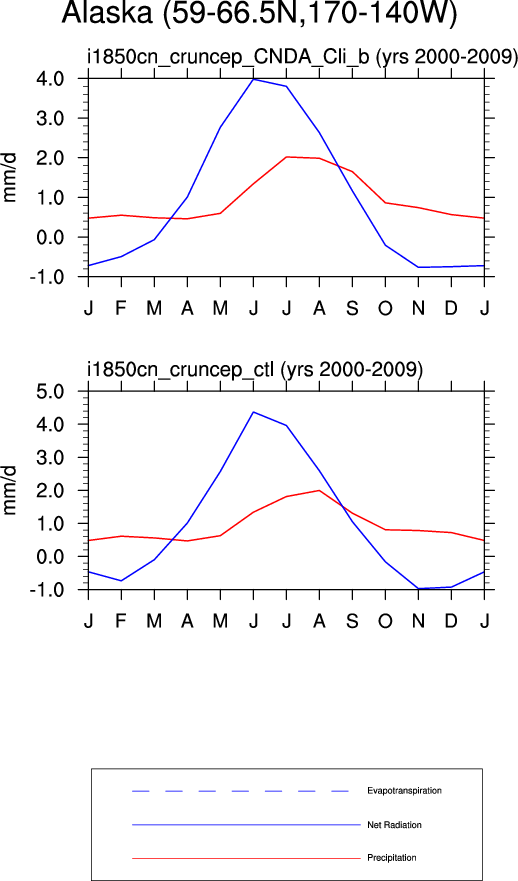 Alaska (59-66.5N,170-140W)
i1850cn_cruncep_CNDA_Cli_b (yrs 2000-2009)
4.0
3.0
2.0
1.0
0.0
-1.0
mm/d
J F M A M J J A S O N D J
i1850cn_cruncep_ctl (yrs 2000-2009)
5.0
4.0
3.0
2.0
1.0
0.0
-1.0
mm/d
J F M A M J J A S O N D J
Evapotranspiration
Net Radiation
Precipitation